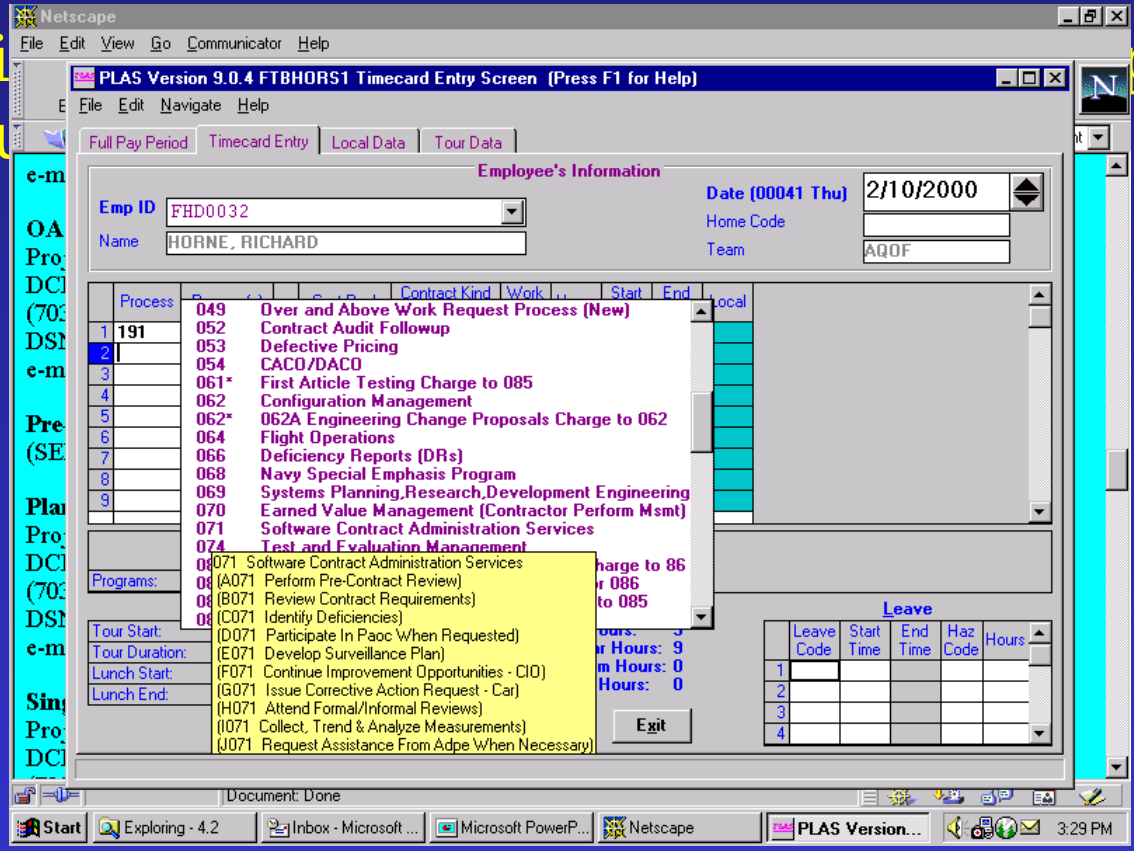 Netscape
File Edit View Go Communicator Help
PLAS Version 9.0.4 FTBHORS1 Timecard Entry Screen (Press F1 for Help)
File Edit Navigate Help
Full Pay Period Timecard Entry Local Data Tour Data
Employee's Information
Emp ID FHD0032
Date (00041 Thu) 2/10/2000
Home Code
Name HORNE, RICHARD
Team AQOF
Process Contract Kind Work Start End Local
1 191
2
3
4
5
6
7
8
9
049 Over and Above Work Request Process (New)
052 Contract Audit Followup
053 Defective Pricing
054 CACO/DACO
061* First Article Testing Charge to 085
062 Configuration Management
062* 062A Engineering Change Proposals Charge to 062
064 Flight Operations
066 Deficiency Reports (DRs)
068 Navy Special Emphasis Program
069 Systems Planning,Research,Development Engineering
070 Earned Value Management (Contractor Perform Msmt)
071 Software Contract Administration Services
074 Test and Evaluation Management
harge to 86
r 086
to 085
071 Software Contract Administration Services
(A071 Perform Pre-Contract Review)
(B071 Review Contract Requirements)
(C071 Identify Deficiencies)
(D071 Participate In Paoc When Requested)
(E071 Develop Surveillance Plan)
(F071 Continue Improvement Opportunities - CIO)
(G071 Issue Corrective Action Request - Car)
(H071 Attend Formal/Informal Reviews)
(I071 Collect, Trend & Analyze Measurements)
(J071 Request Assistance From Adpe When Necessary)
Programs:
Tour Start:
Tour Duration:
Lunch Start:
Lunch End:
r Hours: 9
m Hours: 0
Hours: 0
Exit
Leave
Leave Code Start Time End Time Haz Code Hours
1
2
3
4
e-m
OA
Pro
DCI
(703
DSN
e-m
Pre-
(SE
Plan
Pro
DCI
(703
DSN
e-m
Sing
Pro
DCI
Document: Done
Start Exploring - 4.2 Inbox - Microsoft ... Microsoft PowerP... Netscape PLAS Version... 3:29 PM